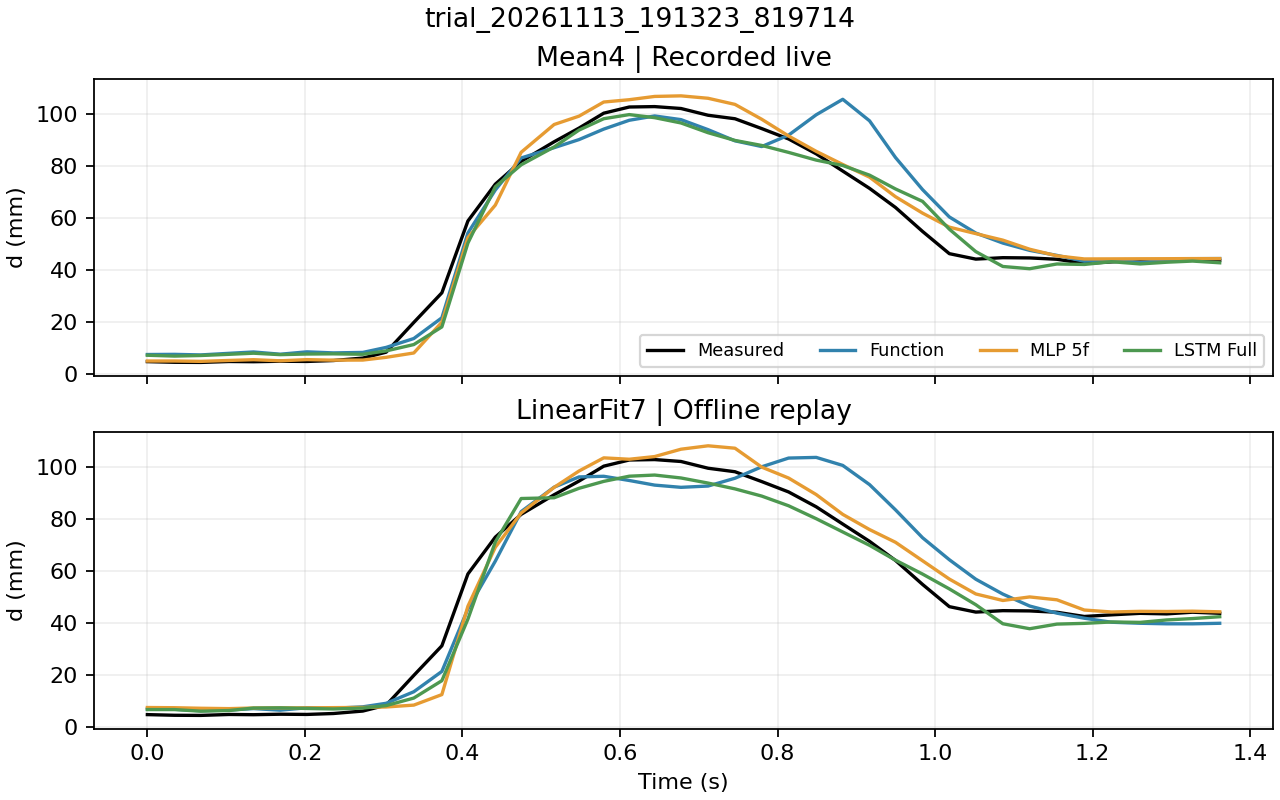 trial_20261113_191323_819714
Mean4 | Recorded live
100
80
60
40
20
0
d (mm)
Measured Function MLP 5f LSTM Full
LinearFit7 | Offline replay
100
80
60
40
20
0
d (mm)
0.0 0.2 0.4 0.6 0.8 1.0 1.2 1.4
Time (s)